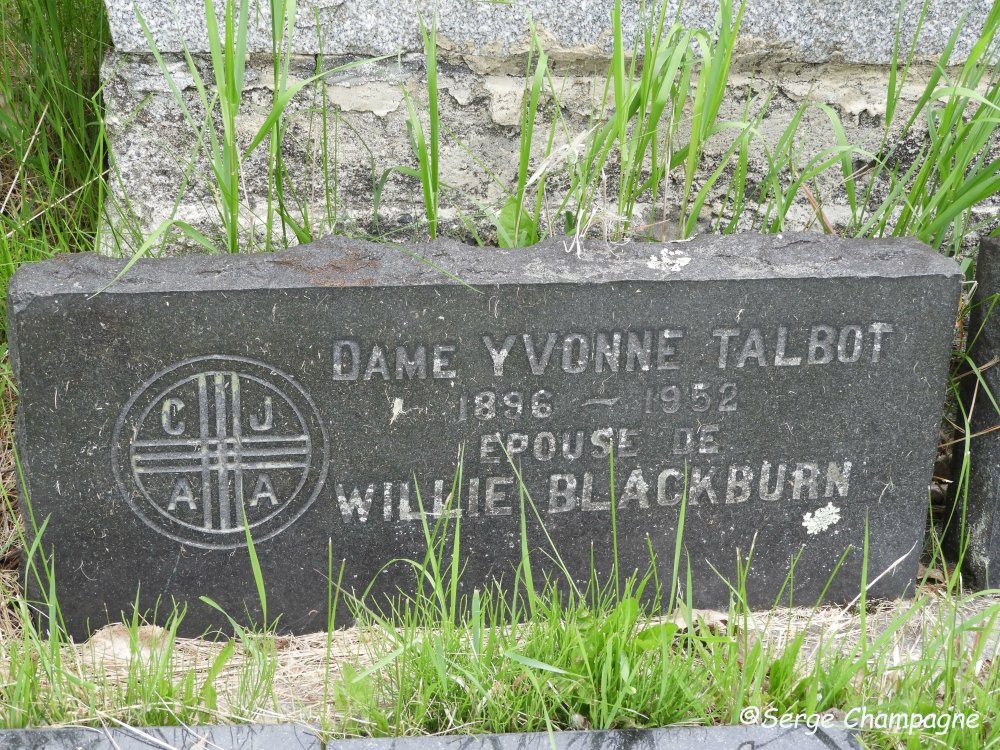 C J
A A
DAME YVONNE TALBOT
1896 ~ 1952
EPOUSE DE
WILLIE BLACKBURN
©Serge Champagne